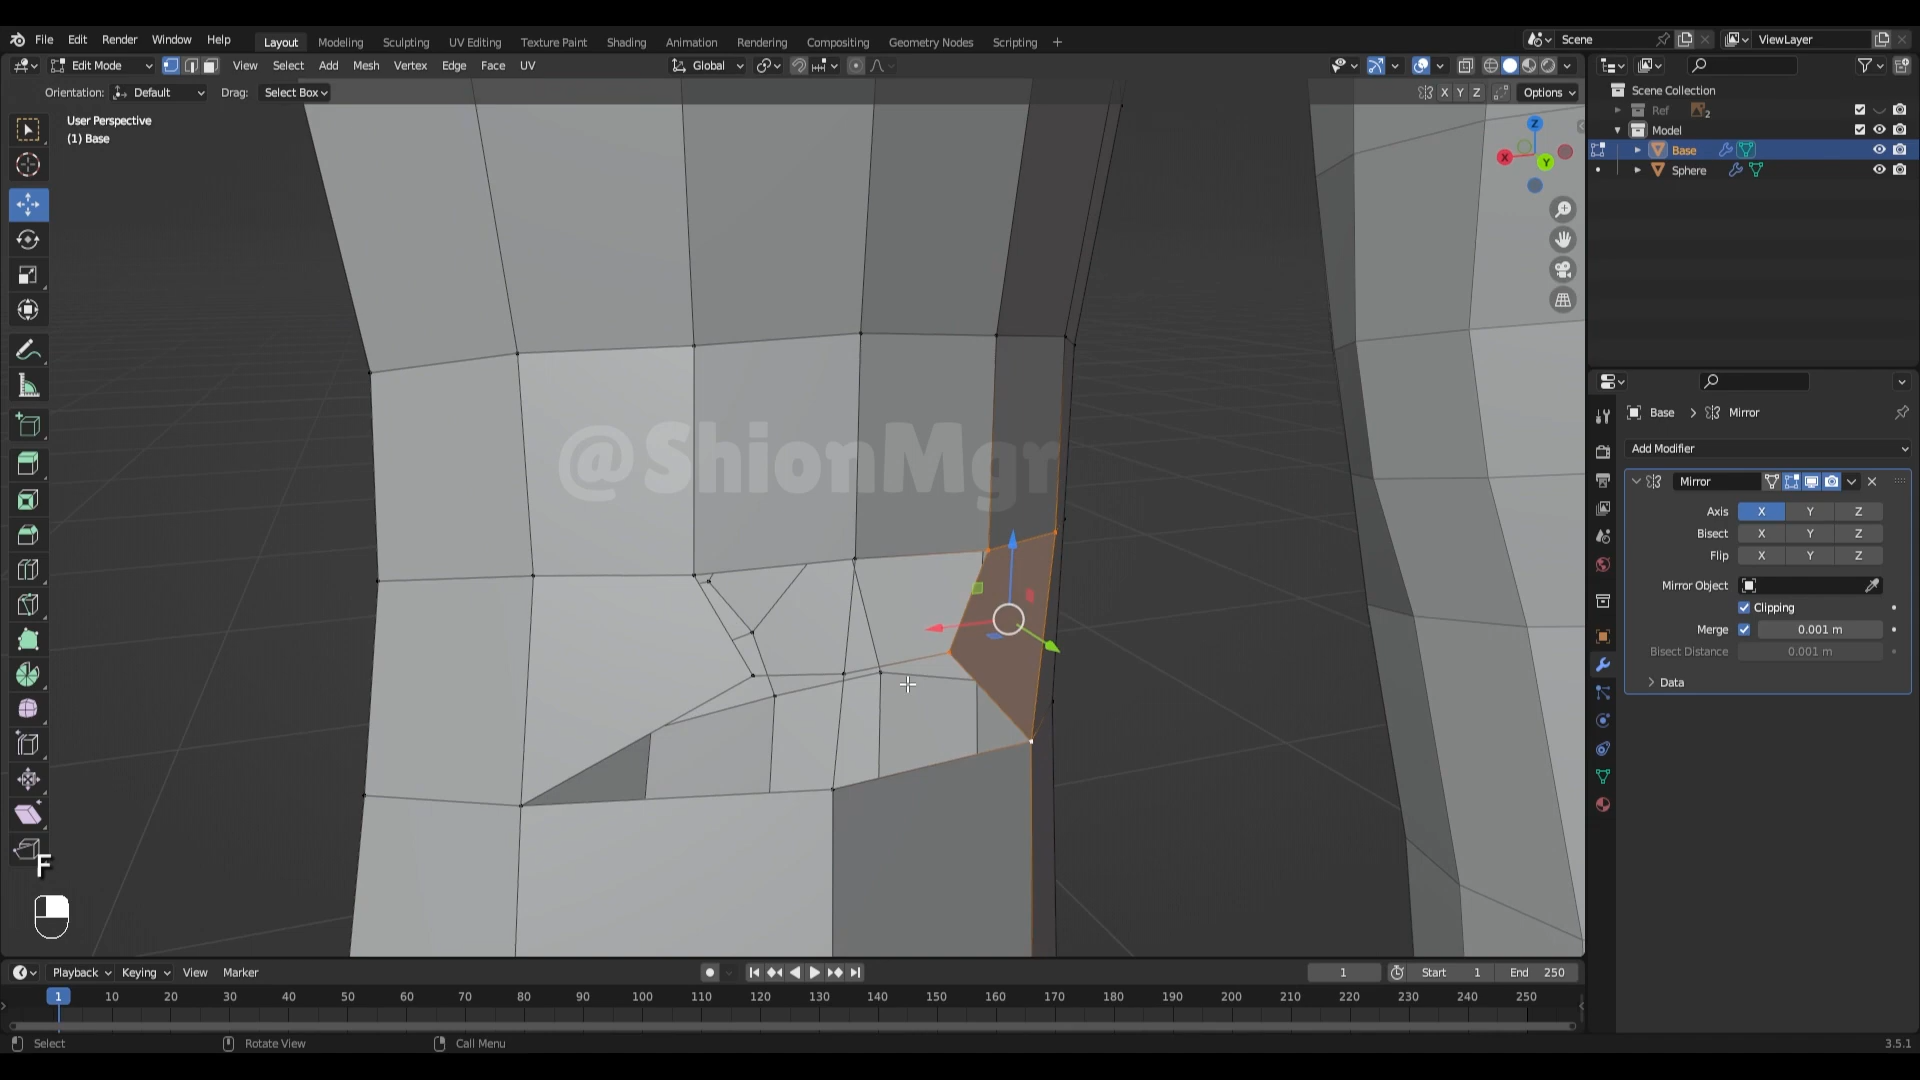 File Edit Render Window Help Layout Modeling Sculpting UV Editing Texture Paint Shading Animation Rendering Compositing Geometry Nodes Scripting + Scene ViewLayer
Edit Mode View Select Add Mesh Vertex Edge Face UV Global
Orientation: Default Drag: Select Box X Y Z Options
User Perspective
(1) Base
Z
X
Y
Scene Collection
Ref 2
Model
Base
Sphere
@ShionMgr
Base > Mirror
Add Modifier
Mirror
Axis X Y Z
Bisect X Y Z
Flip X Y Z
Mirror Object
Clipping
Merge 0.001 m
Bisect Distance 0.001 m
Data
F
Playback Keying View Marker 1 Start 1 End 250
1 10 20 30 40 50 60 70 80 90 100 110 120 130 140 150 160 170 180 190 200 210 220 230 240 250
Select Rotate View Call Menu 3.5.1